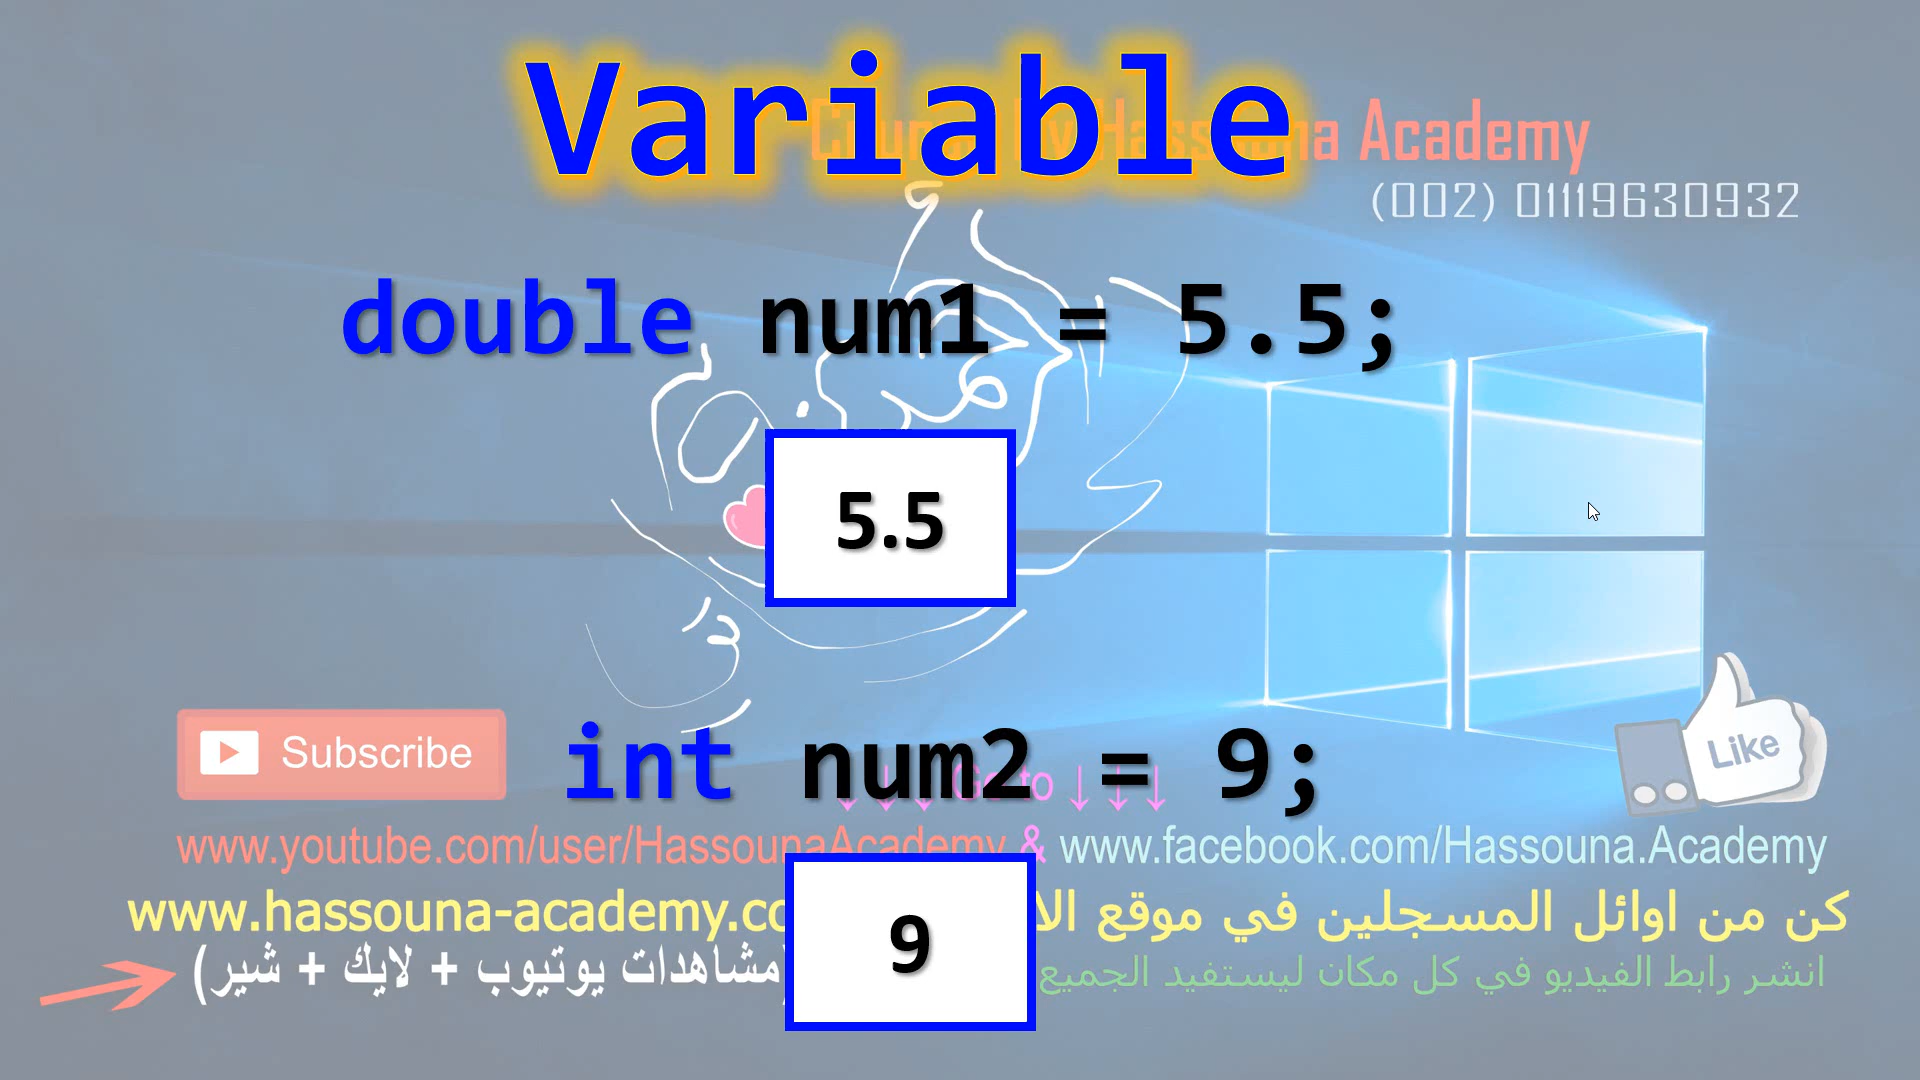 Variable
Academy
(002) 01119630932
double num1 = 5.5;
5.5
Subscribe
int num2 = 9;
Like
↓ ↓ ↓ Go to ↓ ↓ ↓
www.youtube.com/user/HassounaAcademy & www.facebook.com/Hassouna.Academy
www.hassouna-academy.co
كن من اوائل المسجلين في موقع
9
(مشاهدات يوتيوب + لايك + شير)
انشر رابط الفيديو في كل مكان ليستفيد الجميع